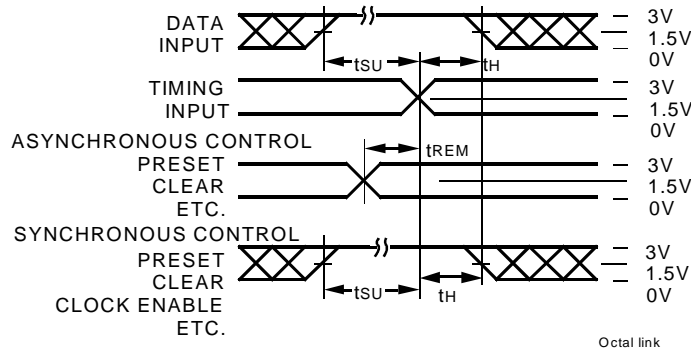 DATA
INPUT
tSU
tH
3V
1.5V
0V
TIMING
INPUT
3V
1.5V
0V
ASYNCHRONOUS CONTROL
PRESET
CLEAR
ETC.
tREM
3V
1.5V
0V
SYNCHRONOUS CONTROL
PRESET
CLEAR
CLOCK ENABLE
ETC.
tSU
tH
3V
1.5V
0V
Octal link